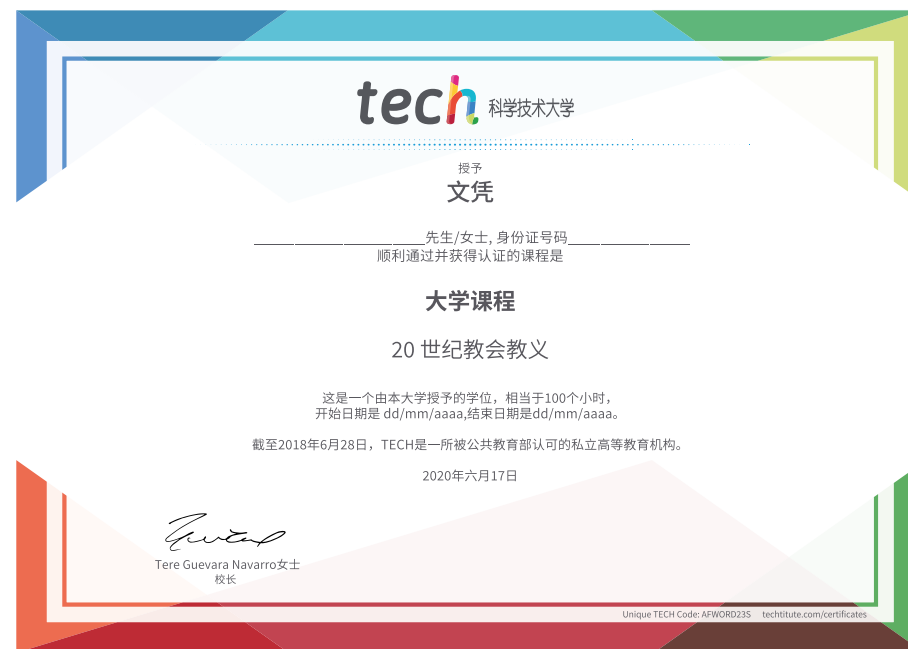 tech 科学技术大学
授予
文凭
先生/女士, 身份证号码
顺利通过并获得认证的课程是
大学课程
20 世纪教会教义
这是一个由本大学授予的学位，相当于100个小时，
开始日期是 dd/mm/aaaa,结束日期是dd/mm/aaaa。
截至2018年6月28日，TECH是一所被公共教育部认可的私立高等教育机构。
2020年六月17日
Tere Guevara Navarro女士
校长
Unique TECH Code: AFWORD23S techtitute.com/certificates